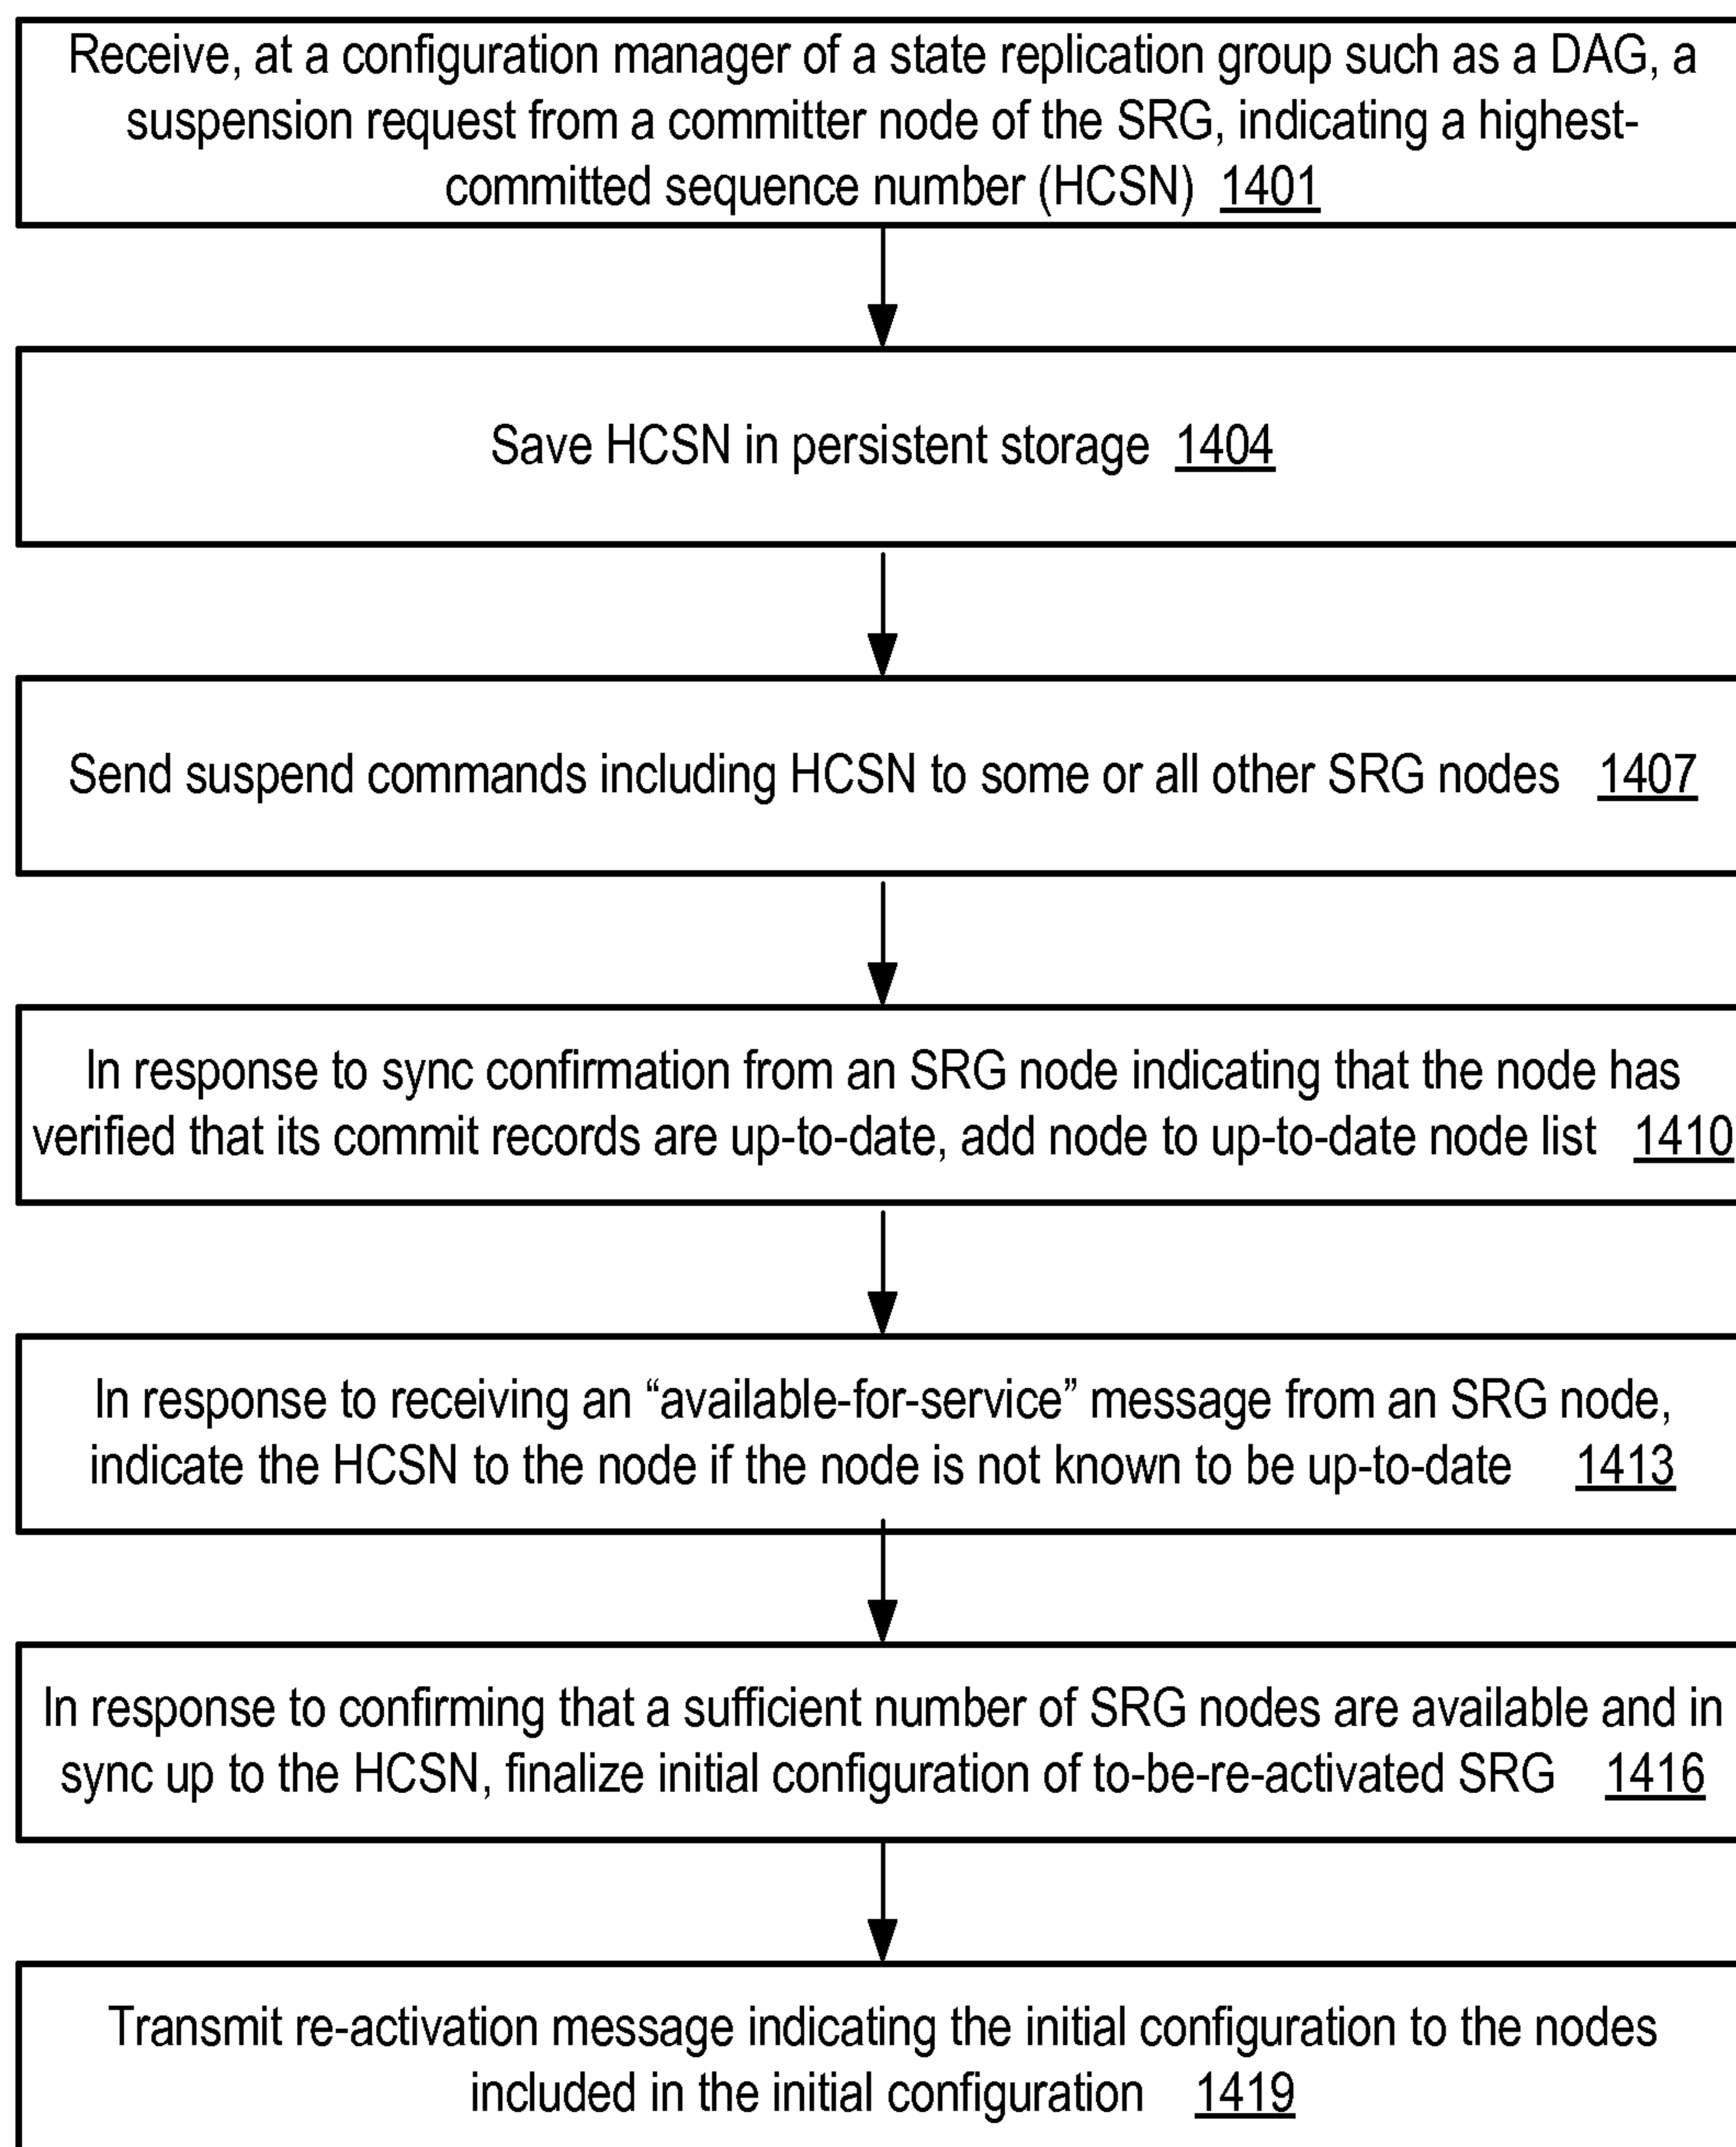 Receive, at a configuration manager of a state replication group such as a DAG, a
suspension request from a committer node of the SRG, indicating a highest-
committed sequence number (HCSN) 1401
Save HCSN in persistent storage 1404
Send suspend commands including HCSN to some or all other SRG nodes 1407
In response to sync confirmation from an SRG node indicating that the node has
verified that its commit records are up-to-date, add node to up-to-date node list 1410
In response to receiving an “available-for-service” message from an SRG node,
indicate the HCSN to the node if the node is not known to be up-to-date 1413
In response to confirming that a sufficient number of SRG nodes are available and in
sync up to the HCSN, finalize initial configuration of to-be-re-activated SRG 1416
Transmit re-activation message indicating the initial configuration to the nodes
included in the initial configuration 1419